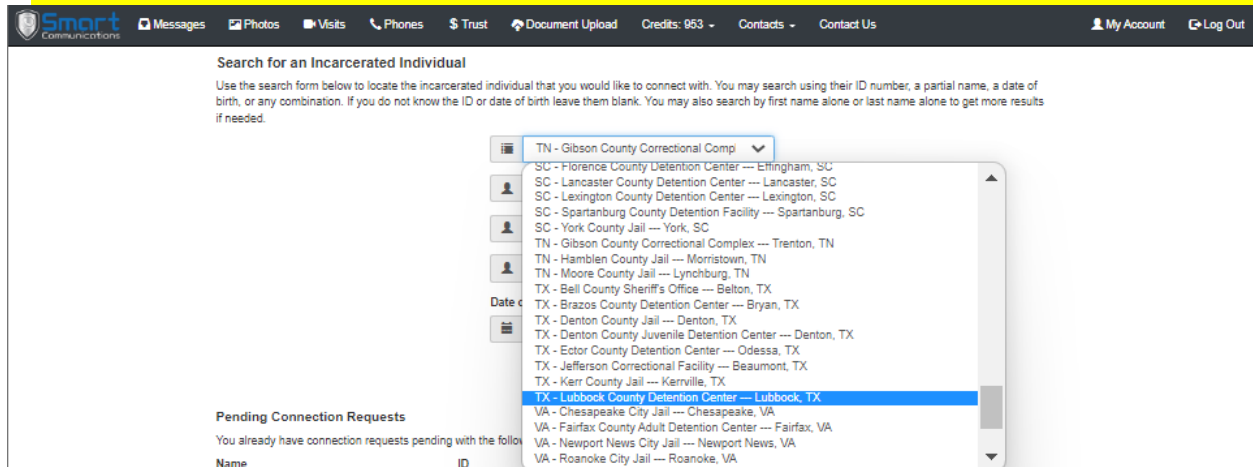 Smart Communications Messages Photos Visits Phones $ Trust Document Upload Credits: 953 Contacts Contact Us My Account Log Out
Search for an Incarcerated Individual
Use the search form below to locate the incarcerated individual that you would like to connect with. You may search using their ID number, a partial name, a date of
birth, or any combination. If you do not know the ID or date of birth leave them blank. You may also search by first name alone or last name alone to get more results
if needed.
TN - Gibson County Correctional Compl
SC - Florence County Detention Center --- Effingham, SC
SC - Lancaster County Detention Center --- Lancaster, SC
SC - Lexington County Detention Center --- Lexington, SC
SC - Spartanburg County Detention Facility --- Spartanburg, SC
SC - York County Jail --- York, SC
TN - Gibson County Correctional Complex --- Trenton, TN
TN - Hamblen County Jail --- Morristown, TN
TN - Moore County Jail --- Lynchburg, TN
TX - Bell County Sheriff's Office --- Belton, TX
TX - Brazos County Detention Center --- Bryan, TX
Date
TX - Denton County Jail --- Denton, TX
TX - Denton County Juvenile Detention Center --- Denton, TX
TX - Ector County Detention Center --- Odessa, TX
TX - Jefferson Correctional Facility --- Beaumont, TX
TX - Kerr County Jail --- Kerrville, TX
TX - Lubbock County Detention Center --- Lubbock, TX
VA - Chesapeake City Jail --- Chesapeake, VA
VA - Fairfax County Adult Detention Center --- Fairfax, VA
VA - Newport News City Jail --- Newport News, VA
VA - Roanoke City Jail --- Roanoke, VA
Pending Connection Requests
You already have connection requests pending with the follow
Name ID